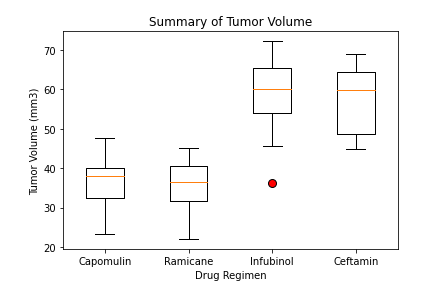 Summary of Tumor Volume
Tumor Volume (mm3)
70
60
50
40
30
20
Capomulin
Ramicane
Infubinol
Ceftamin
Drug Regimen